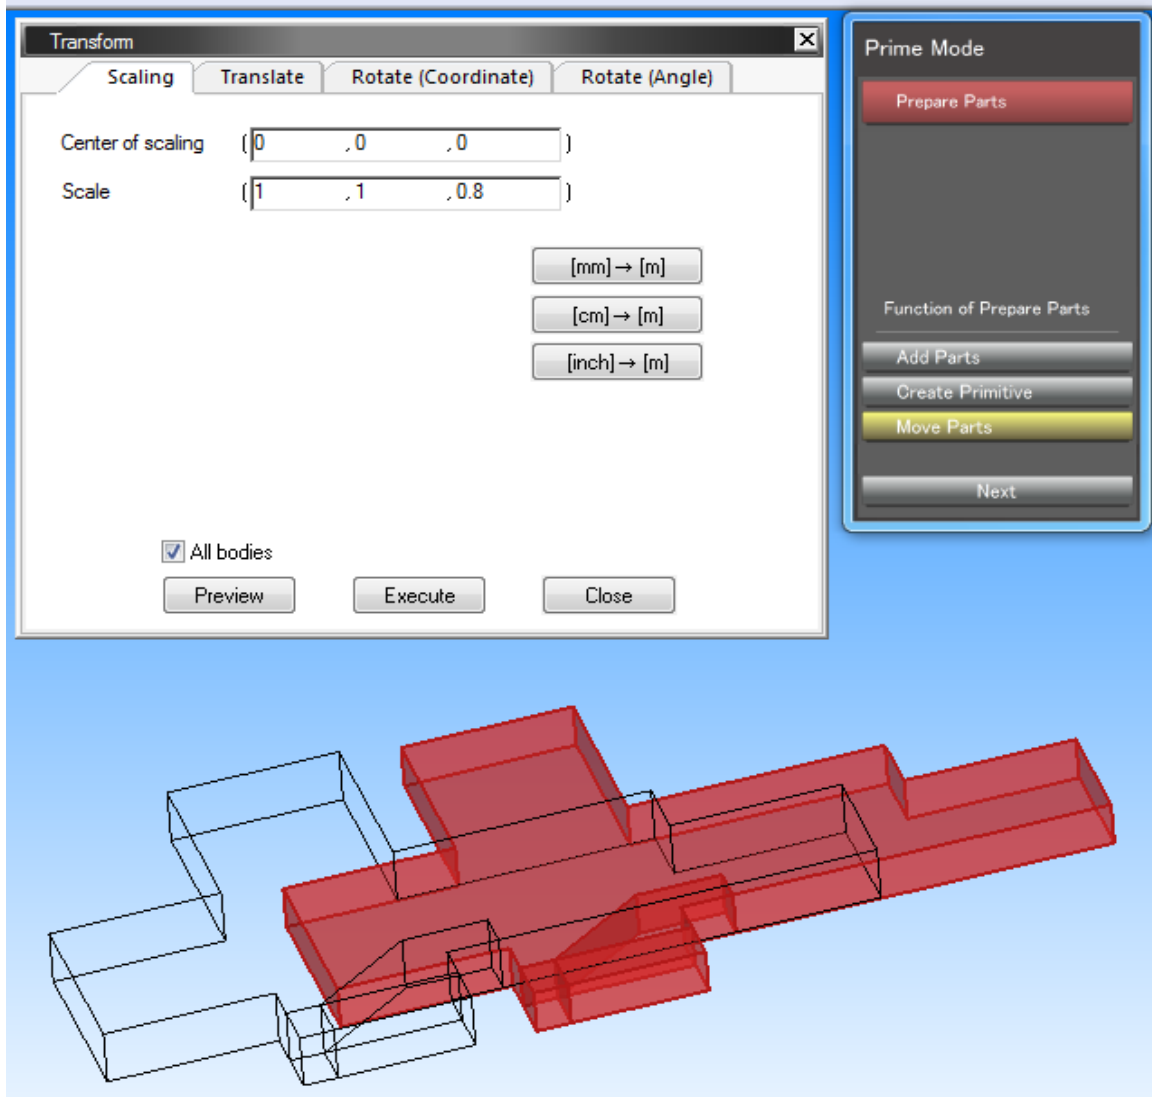 Transform
Scaling Translate Rotate (Coordinate) Rotate (Angle)
Center of scaling (0 , 0 , 0 )
Scale (1 , 1 , 0.8 )
[mm] → [m]
[cm] → [m]
[inch] → [m]
All bodies
Preview Execute Close
Prime Mode
Prepare Parts
Function of Prepare Parts
Add Parts
Create Primitive
Move Parts
Next